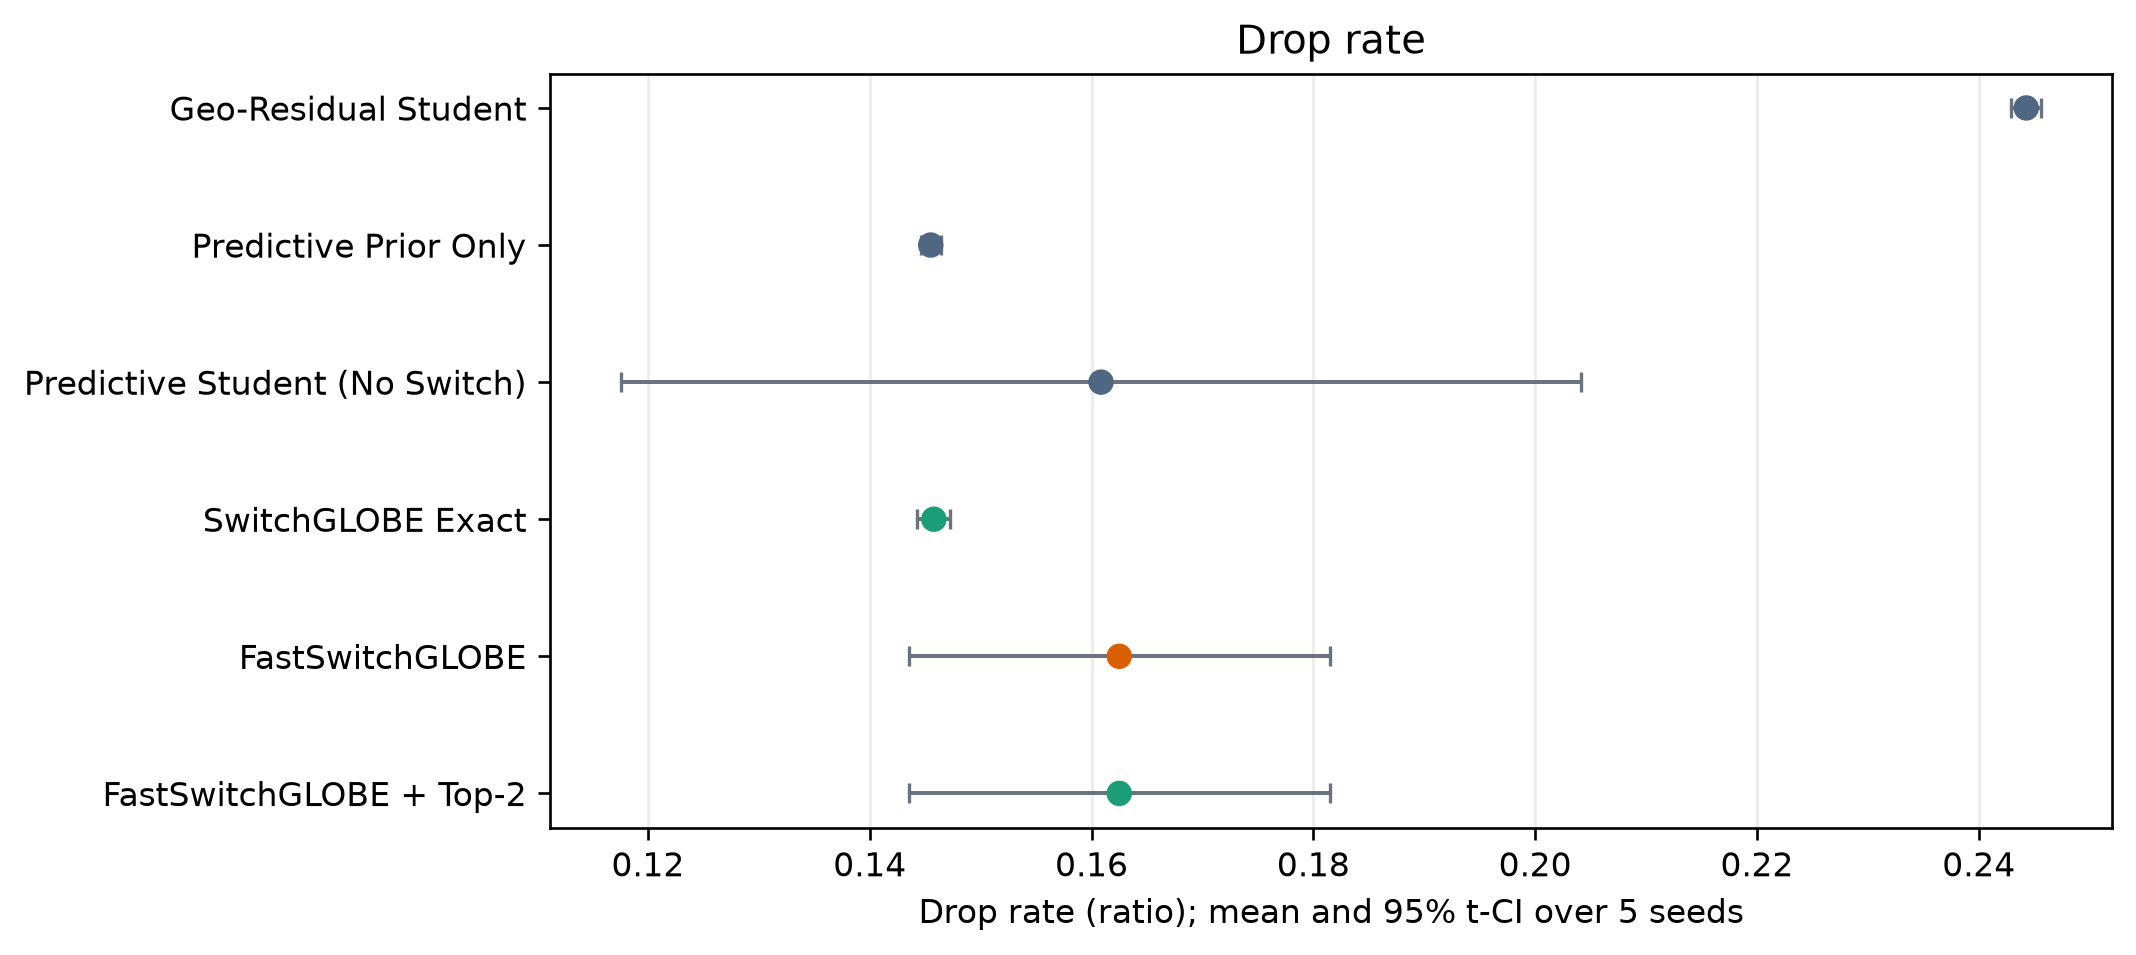 Drop rate
Geo-Residual Student
Predictive Prior Only
Predictive Student (No Switch)
SwitchGLOBE Exact
FastSwitchGLOBE
FastSwitchGLOBE + Top-2
0.12 0.14 0.16 0.18 0.20 0.22 0.24
Drop rate (ratio); mean and 95% t-CI over 5 seeds